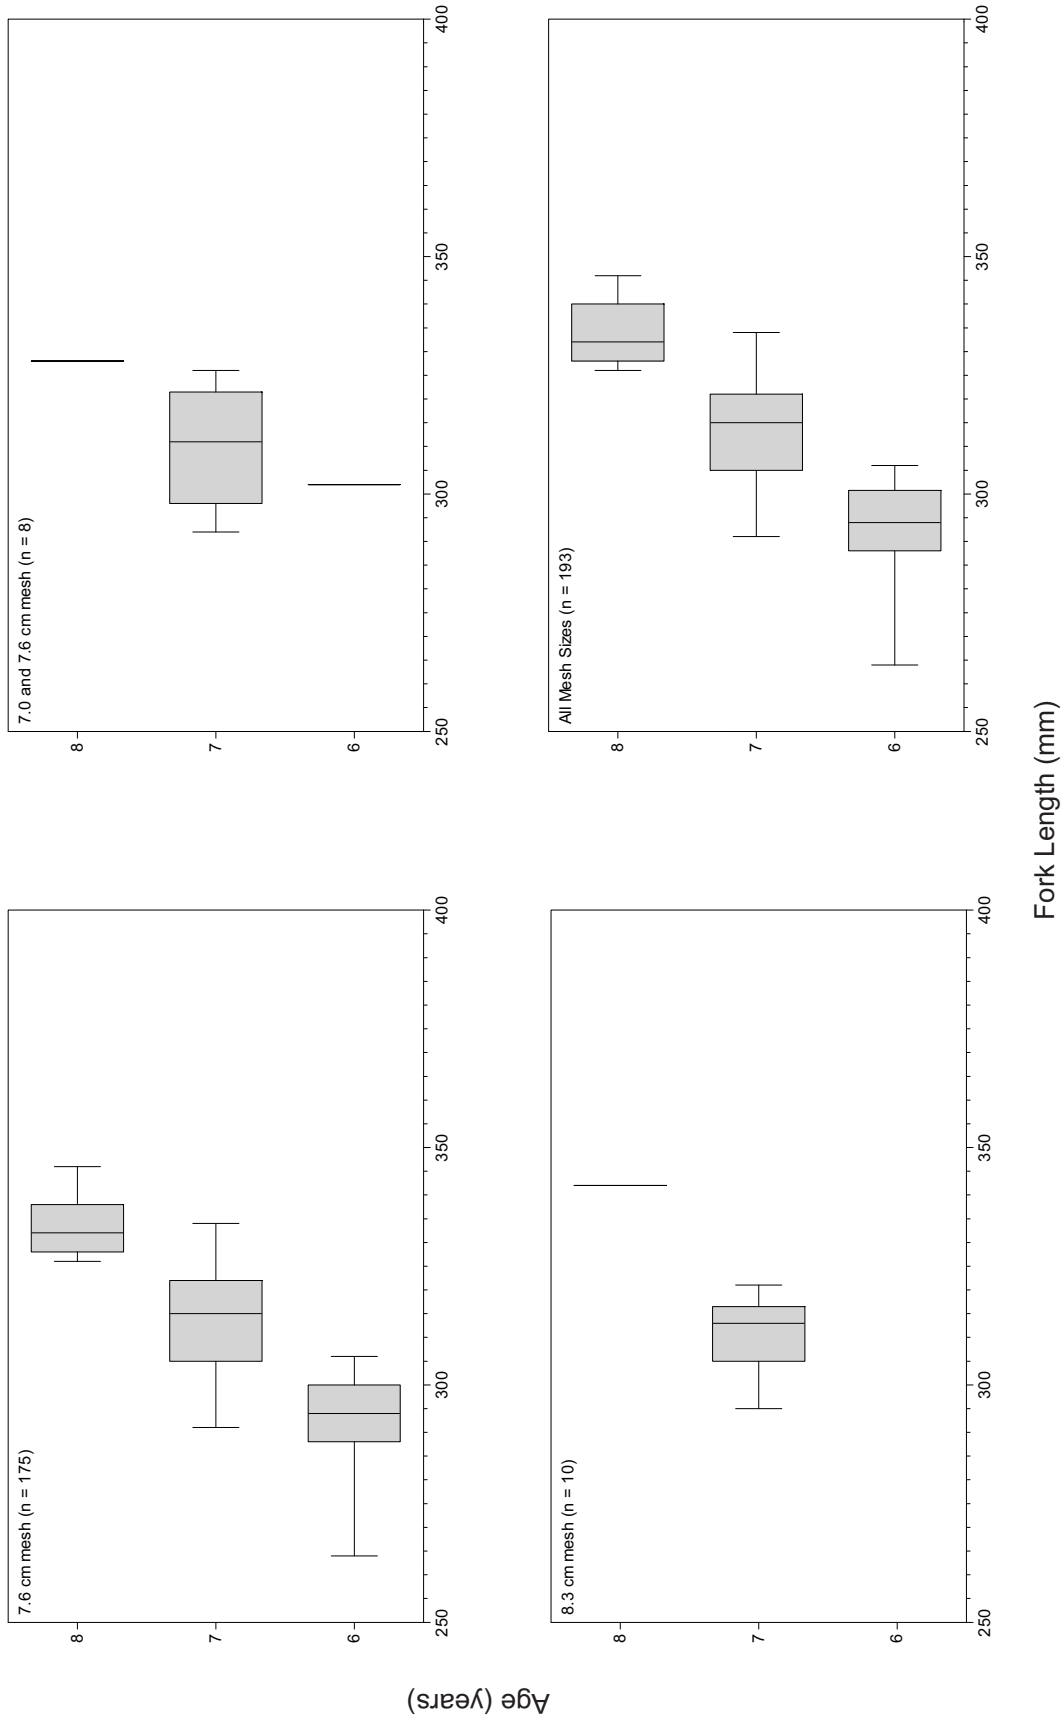 7.6 cm mesh (n = 175)
8
7
6
250 300 350 400
7.0 and 7.6 cm mesh (n = 8)
8
7
6
250 300 350 400
Age (years)
8.3 cm mesh (n = 10)
8
7
6
250 300 350 400
All Mesh Sizes (n = 193)
8
7
6
250 300 350 400
Fork Length (mm)